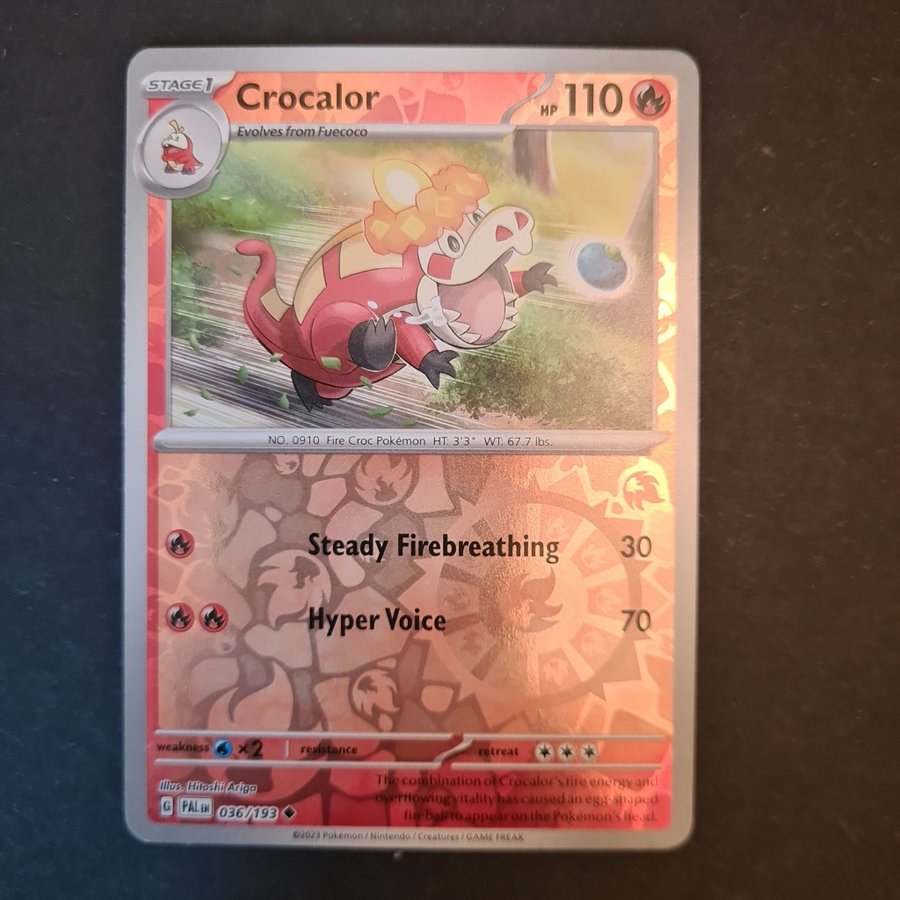 STAGE1
Crocalor
HP 110
Evolves from Fuecoco
NO. 0910 Fire Croc Pokémon HT: 3'3" WT: 67.7 lbs.
Steady Firebreathing 30
Hyper Voice 70
weakness ×2 resistance retreat
Illus. Hitoshi Ariga
The combination of Crocalor's fire energy and
overflowing vitality has caused an egg-shaped
fireball to appear on the Pokémon's head.
G PAL EN 036/193
©2023 Pokémon / Nintendo / Creatures / GAME FREAK